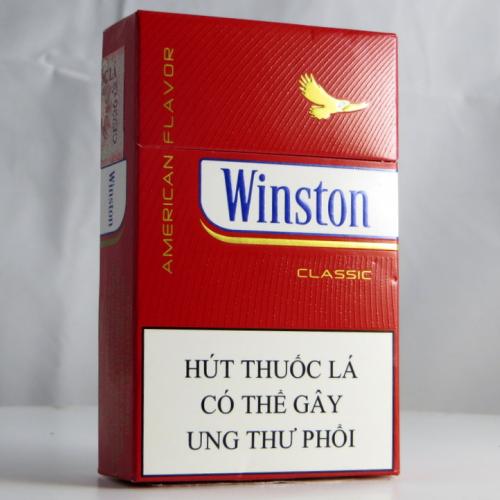 AMERICAN FLAVOR
Winston
CLASSIC
HÚT THUỐC LÁ
CÓ THỂ GÂY
UNG THƯ PHỔI
Winston